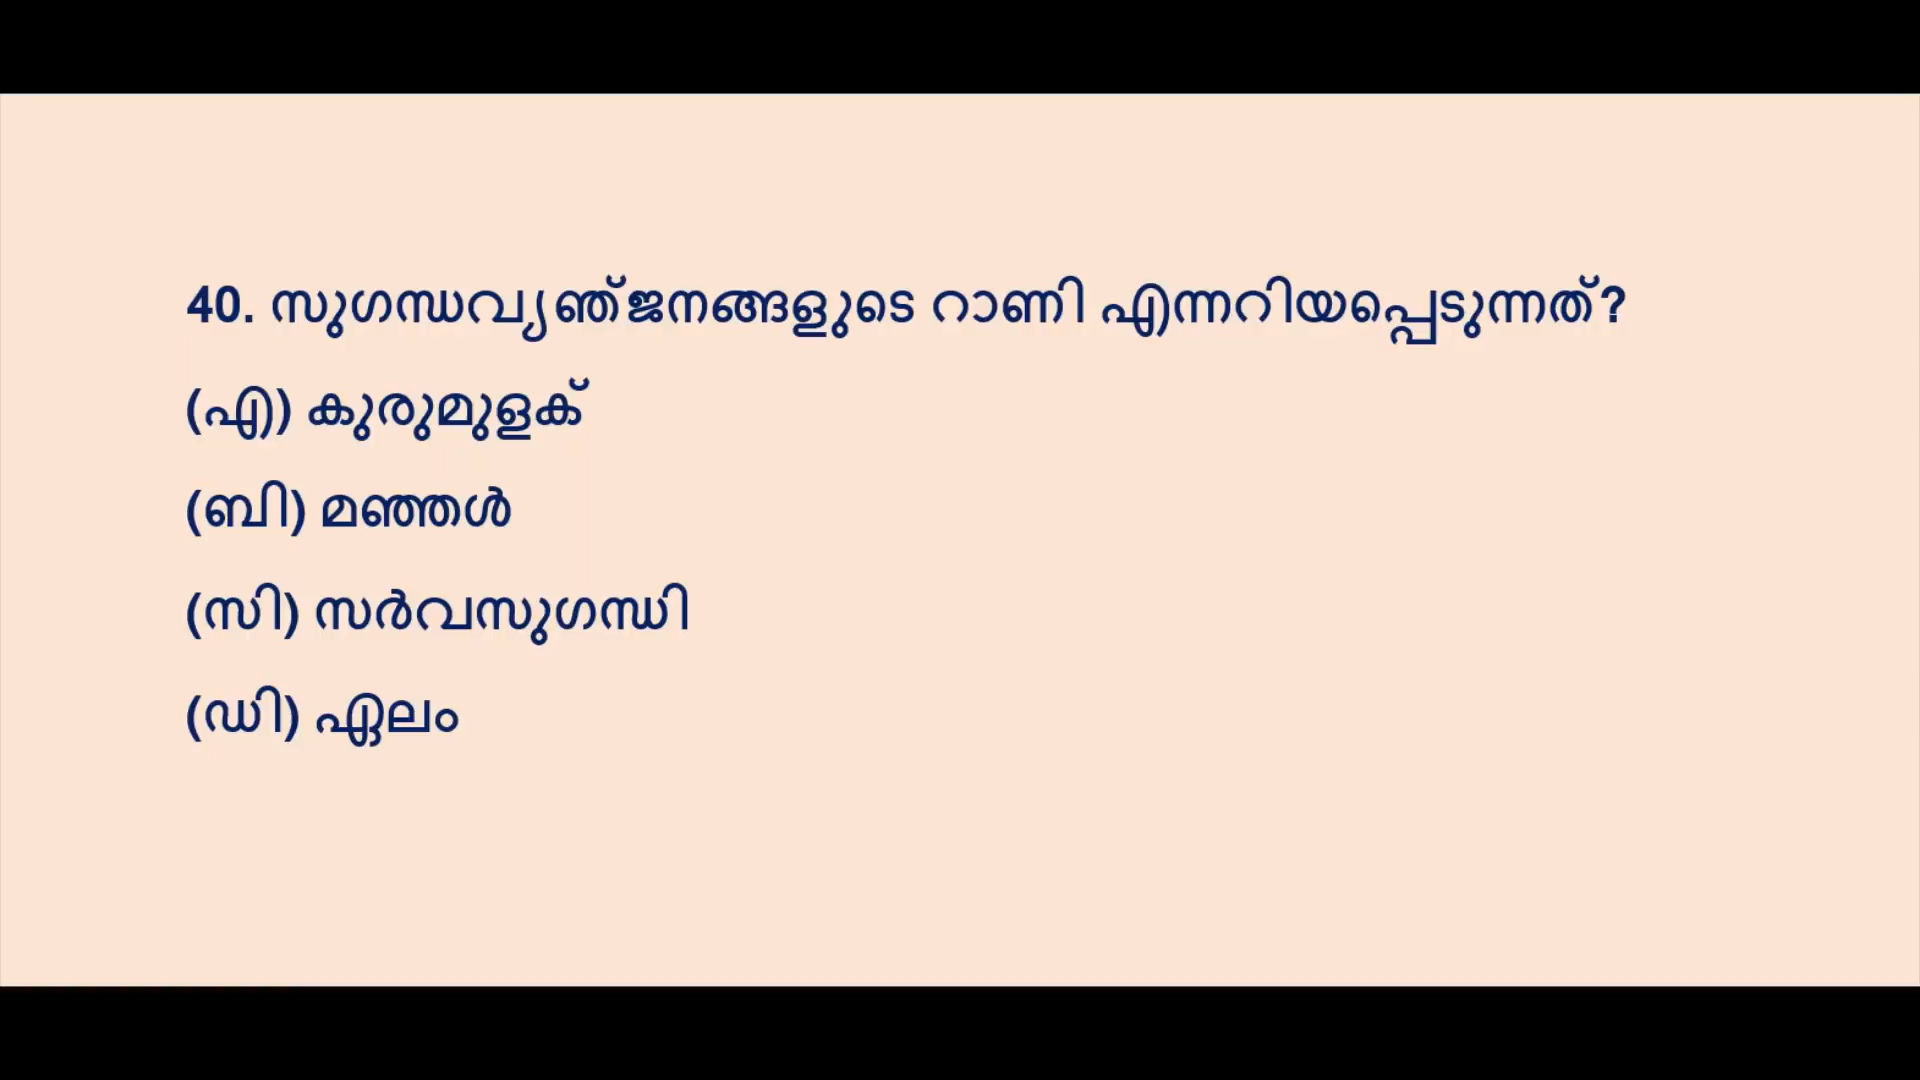 40. സുഗന്ധവ്യഞ്ജനങ്ങളുടെ റാണി എന്നറിയപ്പെടുന്നത്?
(എ) കുരുമുളക്
(ബി) മഞ്ഞൾ
(സി) സർവസുഗന്ധി
(ഡി) ഏലം